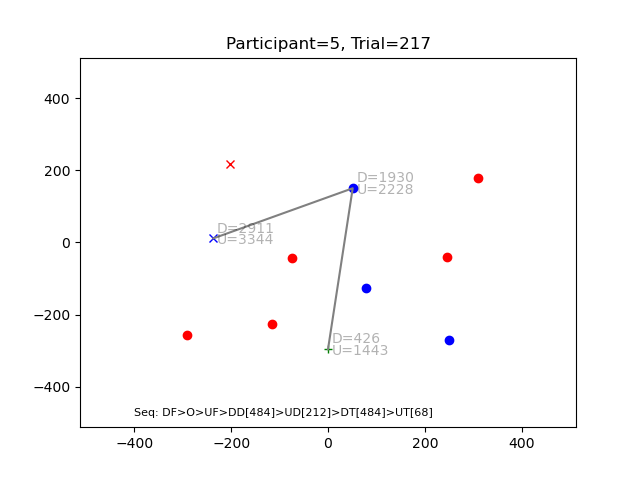 Participant=5, Trial=217
400
200
0
−200
−400
D=1930
U=2228
D=2911
U=3344
D=426
U=1443
Seq: DF>O>UF>DD[484]>UD[212]>DT[484]>UT[68]
−400 −200 0 200 400